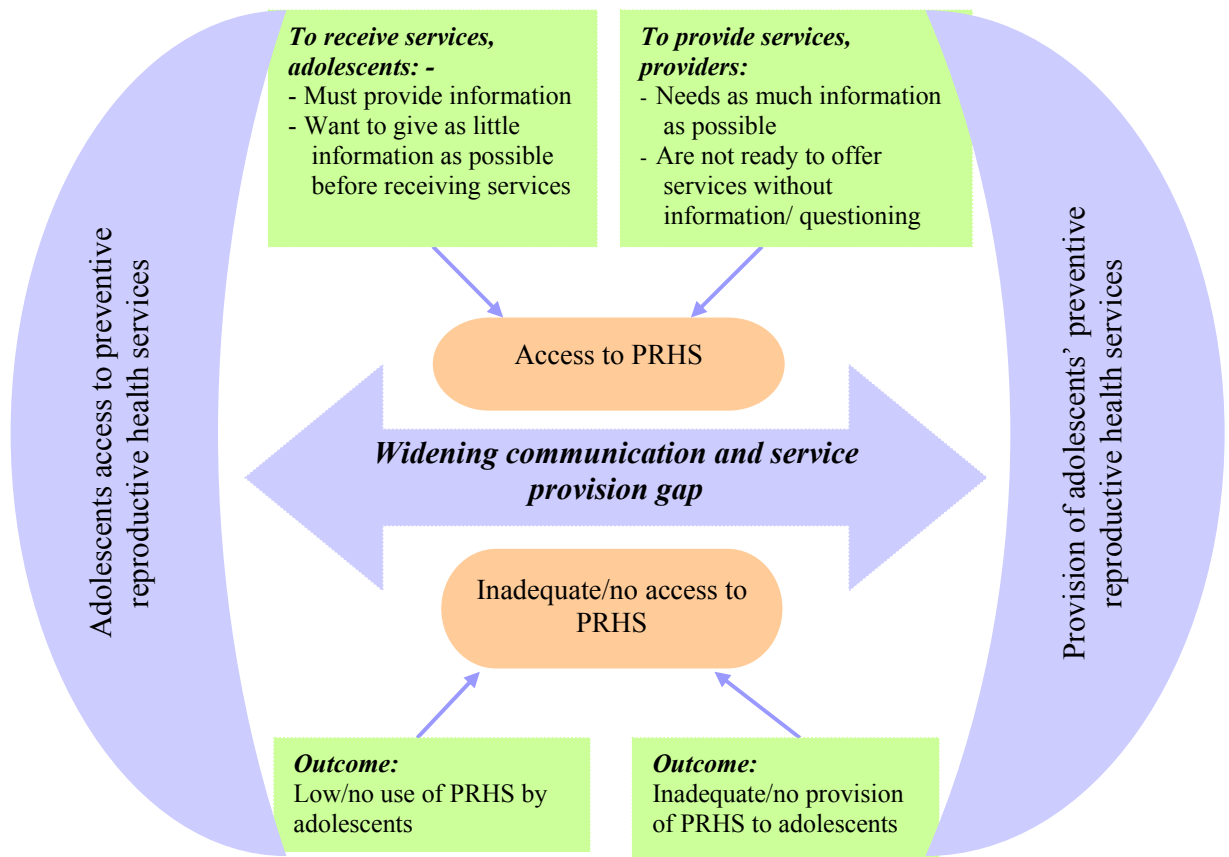 To receive services,
adolescents: -
- Must provide information
- Want to give as little
information as possible
before receiving services
To provide services,
providers:
- Needs as much information
as possible
- Are not ready to offer
services without
information/ questioning
Adolescents access to preventive
reproductive health services
Access to PRHS
Widening communication and service
provision gap
Inadequate/no access to
PRHS
Provision of adolescents’ preventive
reproductive health services
Outcome:
Low/no use of PRHS by
adolescents
Outcome:
Inadequate/no provision
of PRHS to adolescents